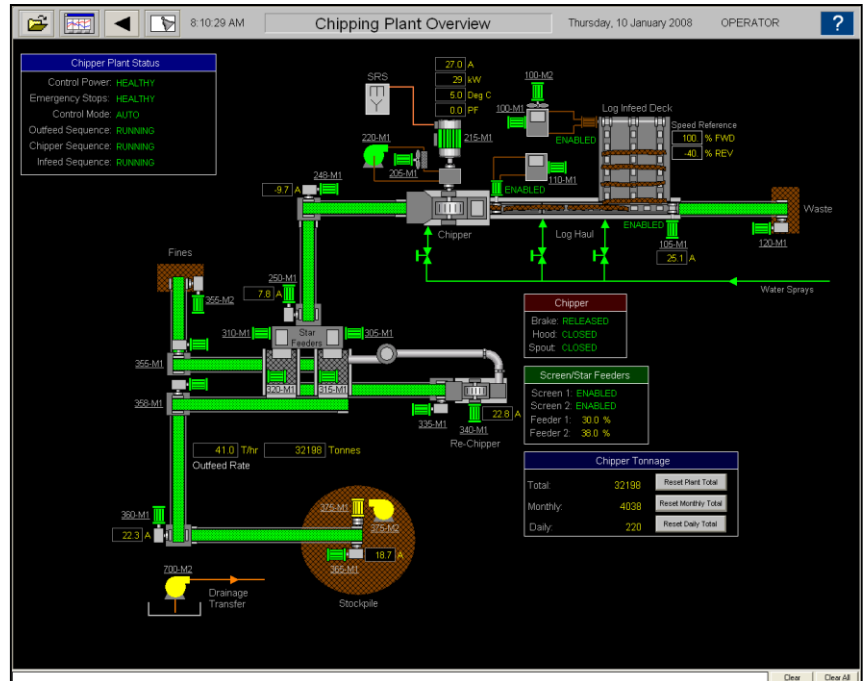 8:10:29 AM
Chipping Plant Overview
Thursday, 10 January 2008
OPERATOR
?
Chipper Plant Status
Control Power: HEALTHY
Emergency Stops: HEALTHY
Control Mode: AUTO
Outfeed Sequence: RUNNING
Chipper Sequence: RUNNING
Infeed Sequence: RUNNING
SRS
27.0 A
29 kW
5.0 Deg C
0.0 PF
215-M1
220-M1
205-M1
100-M2
100-M1
ENABLED
Log Infeed Deck
Speed Reference
100. % FWD
-40. % REV
110-M1
ENABLED
248-M1
-9.7 A
Chipper
Log Haul
ENABLED
105-M1
25.1 A
Waste
120-M1
Water Sprays
Fines
355-M2
250-M1
7.8 A
310-M1
Star
Feeders
305-M1
355-M1
320-M1
315-M1
358-M1
335-M1
340-M1
22.8 A
Re-Chipper
Chipper
Brake: RELEASED
Hood: CLOSED
Spout: CLOSED
Screen/Star Feeders
Screen 1: ENABLED
Screen 2: ENABLED
Feeder 1: 30.0 %
Feeder 2: 38.0 %
41.0 T/hr
32198 Tonnes
Outfeed Rate
Chipper Tonnage
Total: 32198 Reset Plant Total
Monthly: 4038 Reset Monthly Total
Daily: 220 Reset Daily Total
360-M1
22.3 A
375-M1
375-M2
365-M1
18.7 A
Stockpile
700-M2
Drainage
Transfer
Clear
Clear All